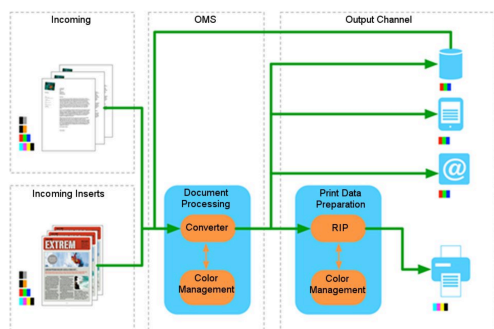 Incoming
OMS
Output Channel
Incoming Inserts
EXTREM
Document
Processing
Converter
Color
Management
Print Data
Preparation
RIP
Color
Management
@